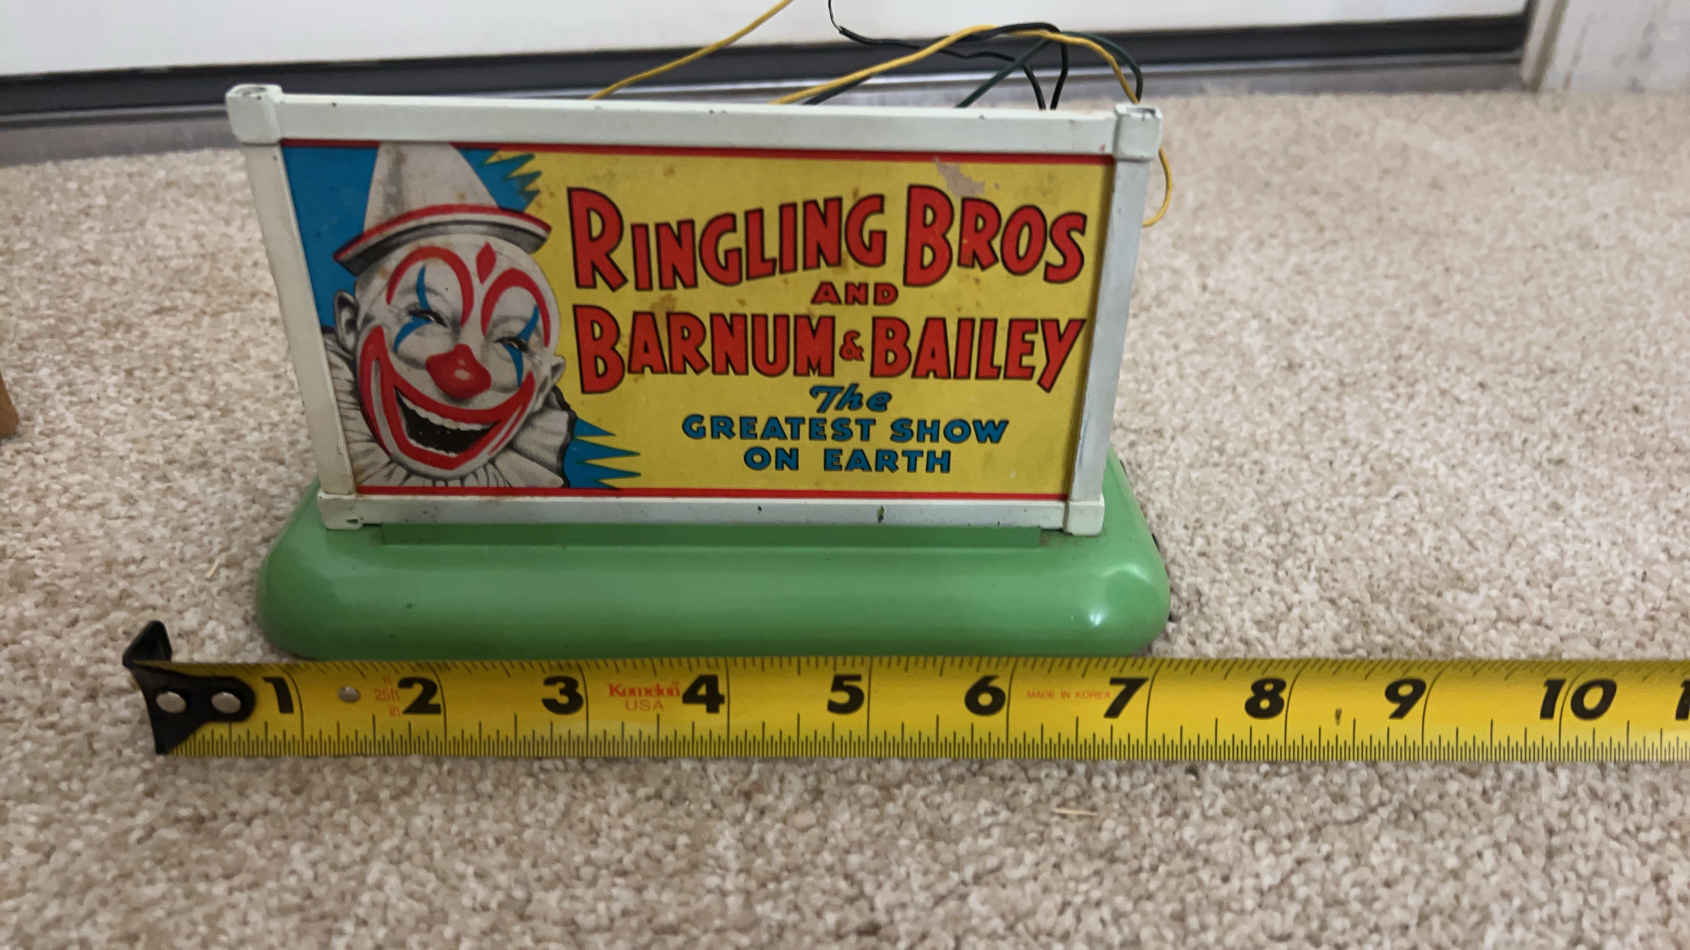 RINGLING BROS
AND
BARNUM & BAILEY
The
GREATEST SHOW
ON EARTH
1 2 3 4 5 6 7 8 9 10
25ft
Komelon
USA
MADE IN KOREA